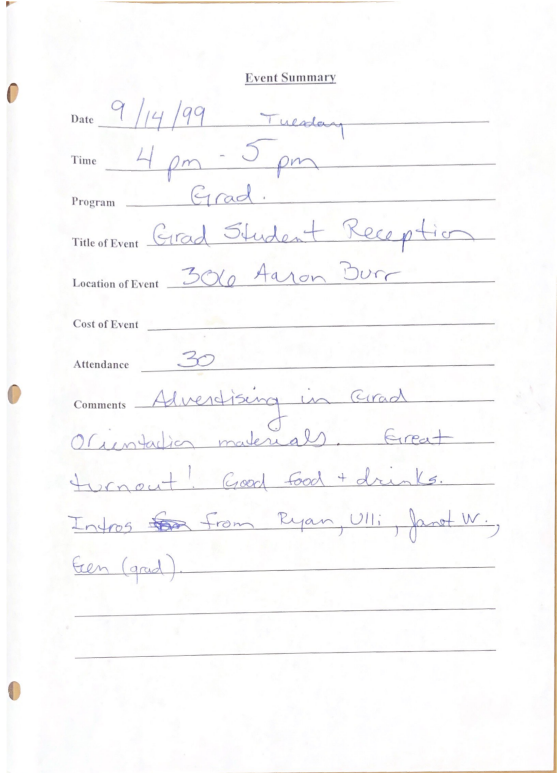 Event Summary
Date 9/14/99 Tuesday
Time 4 pm - 5 pm
Program Grad.
Title of Event Grad Student Reception
Location of Event 306 Aaron Burr
Cost of Event
Attendance 30
Comments Advertising in Grad
Orientation materials. Great
turnout! Good food + drinks.
Intros from Ryan, Ulli, Janet W.,
Gen (grad).